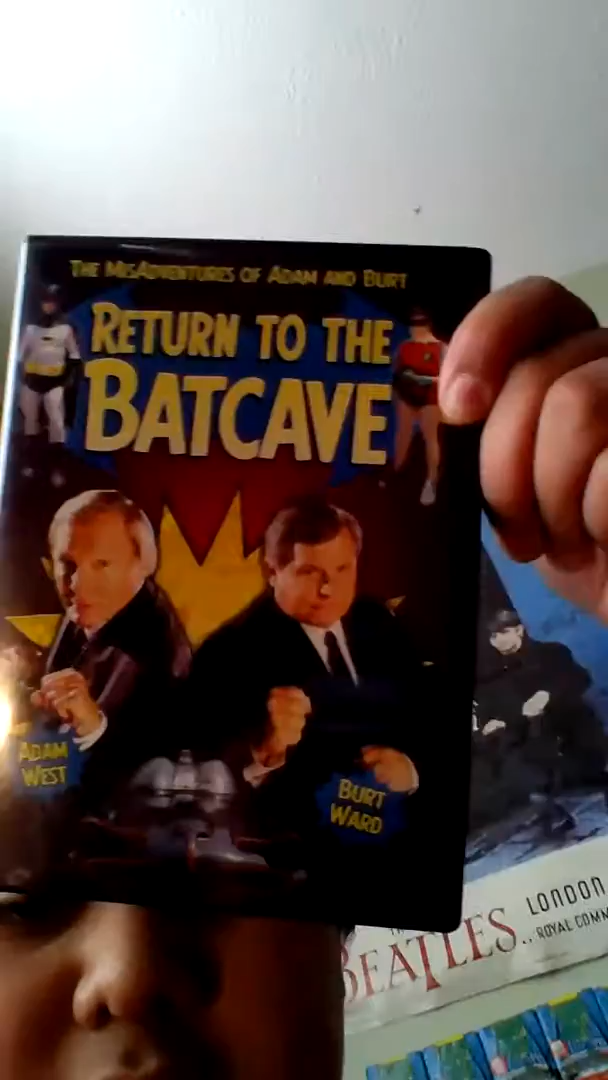 THE MISADVENTURES OF ADAM AND BURT
RETURN TO THE
BATCAVE
ADAM
WEST
BURT
WARD
LONDON
BEATLES...ROYAL COMM